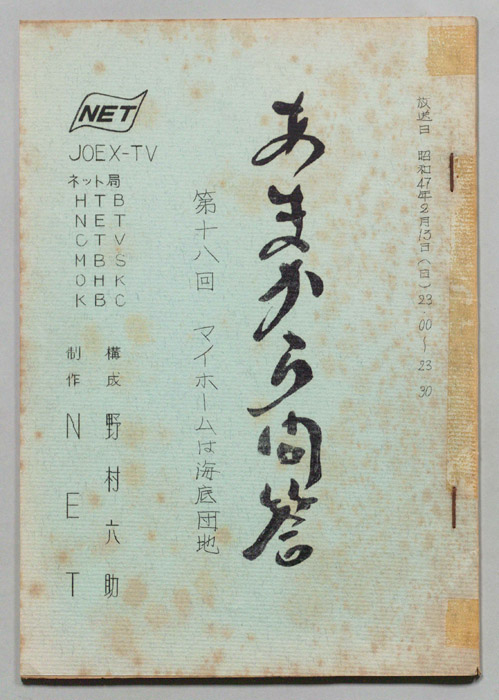 放送日 昭和47年2月13日(日)23.00〜23.30
あまから問答
第十八回 マイホームは海底団地
NET
JOEX-TV
ネット局
HTB
NET
CTV
MBS
OHK
KBC
構成 野村六助
制作 NET